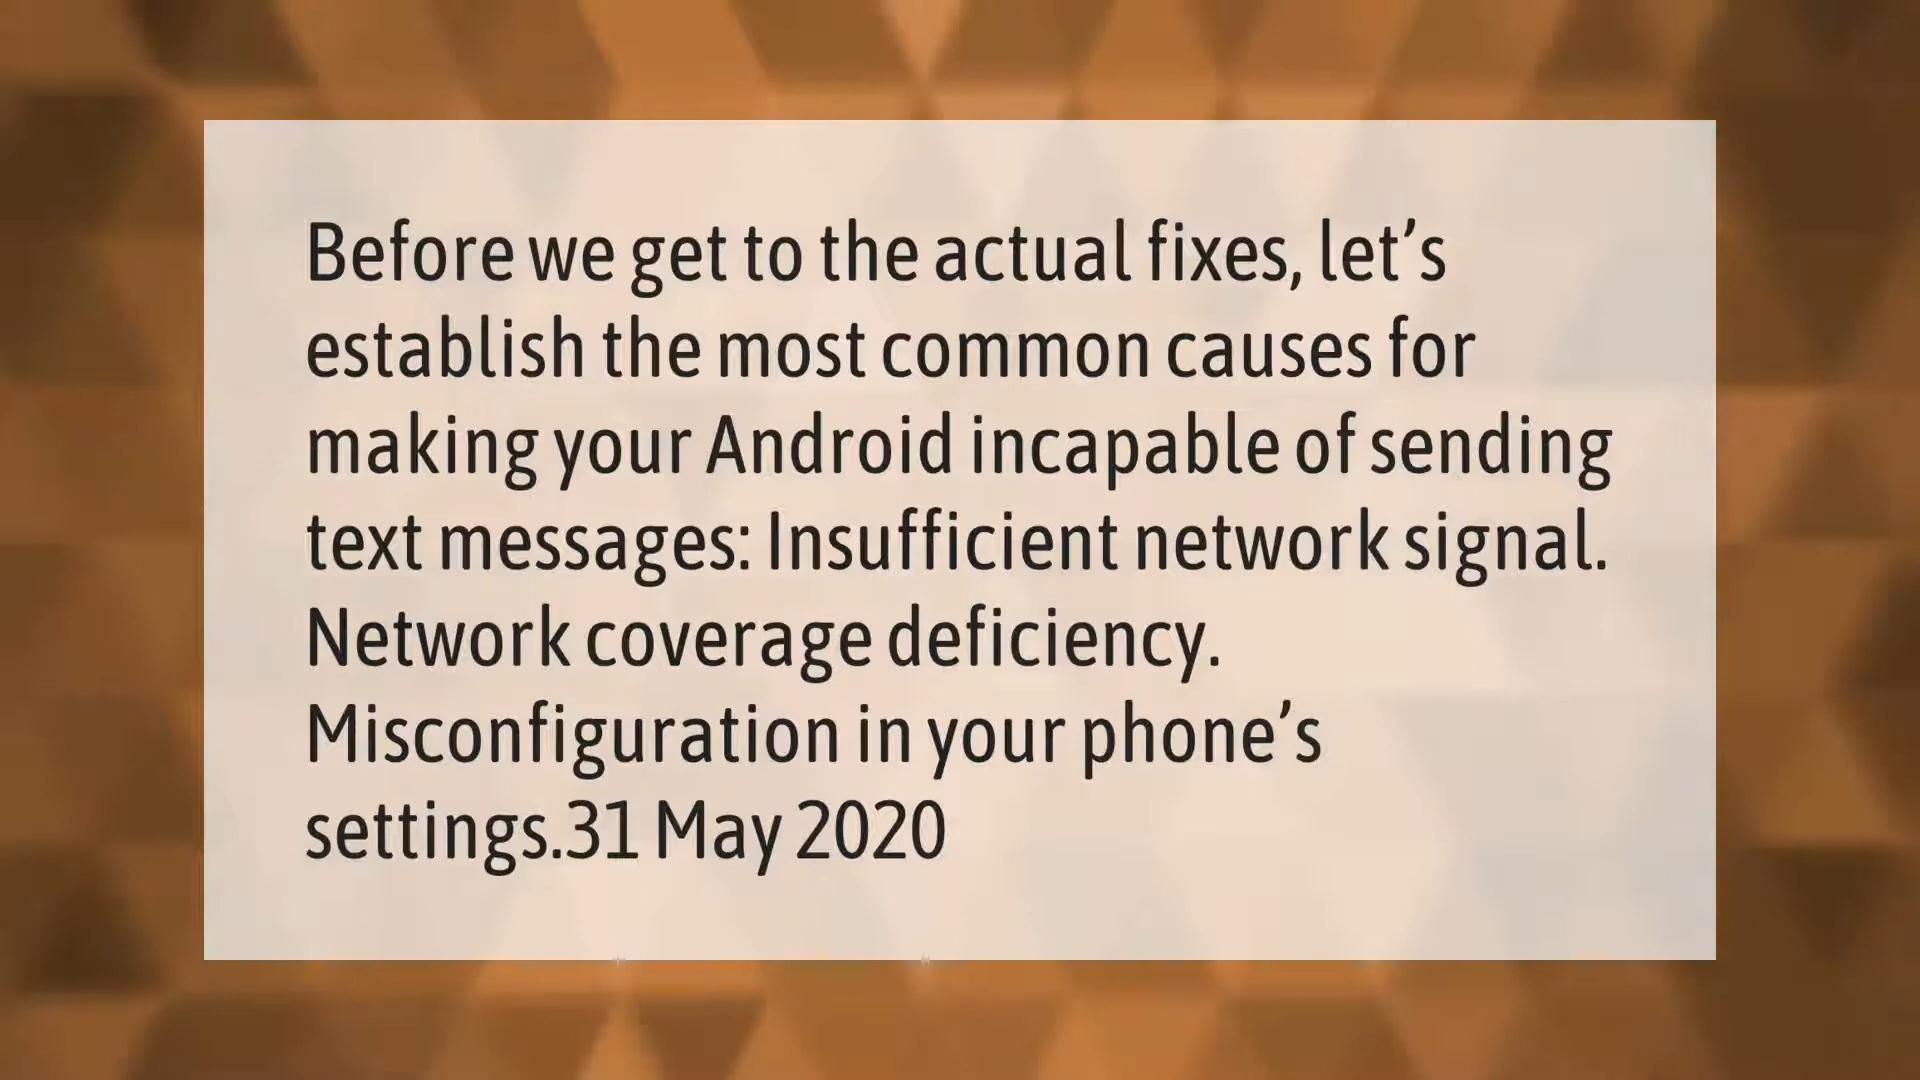 Before we get to the actual fixes, let’s
establish the most common causes for
making your Android incapable of sending
text messages: Insufficient network signal.
Network coverage deficiency.
Misconfiguration in your phone’s
settings.31 May 2020